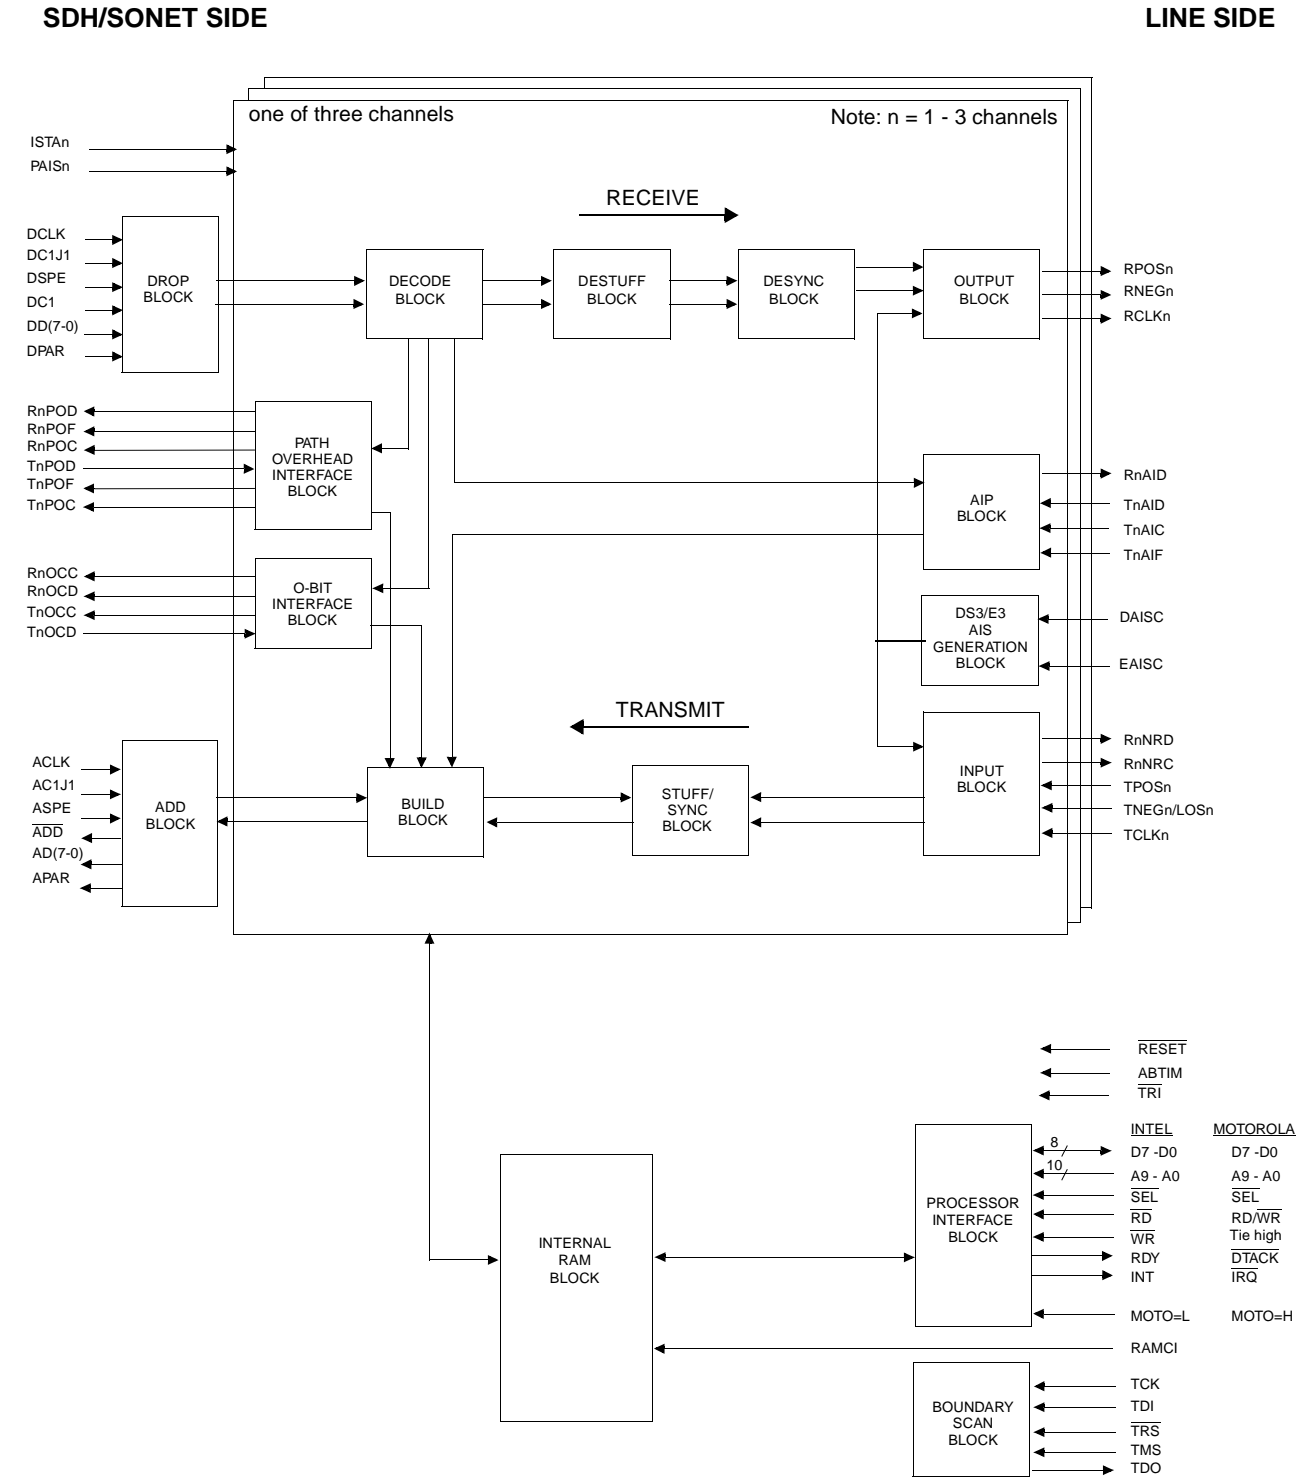 SDH/SONET SIDE
LINE SIDE
one of three channels
Note: n = 1 - 3 channels
ISTAn
PAISn
RECEIVE
DCLK
DC1J1
DSPE
DC1
DD(7-0)
DPAR
DROP
BLOCK
DECODE
BLOCK
DESTUFF
BLOCK
DESYNC
BLOCK
OUTPUT
BLOCK
RPOSn
RNEGn
RCLKn
RnPOD
RnPOF
RnPOC
TnPOD
TnPOF
TnPOC
PATH
OVERHEAD
INTERFACE
BLOCK
AIP
BLOCK
RnAID
TnAID
TnAIC
TnAIF
RnOCC
RnOCD
TnOCC
TnOCD
O-BIT
INTERFACE
BLOCK
DS3/E3
AIS
GENERATION
BLOCK
DAISC
EAISC
TRANSMIT
ACLK
AC1J1
ASPE
ADD
AD(7-0)
APAR
ADD
BLOCK
BUILD
BLOCK
STUFF/
SYNC
BLOCK
INPUT
BLOCK
RnNRD
RnNRC
TPOSn
TNEGn/LOSn
TCLKn
RESET
ABTIM
TRI
INTEL MOTOROLA
8 D7 -D0 D7 -D0
10 A9 - A0 A9 - A0
SEL SEL
RD RD/WR
WR Tie high
RDY DTACK
INT IRQ
MOTO=L MOTO=H
PROCESSOR
INTERFACE
BLOCK
INTERNAL
RAM
BLOCK
RAMCI
BOUNDARY
SCAN
BLOCK
TCK
TDI
TRS
TMS
TDO